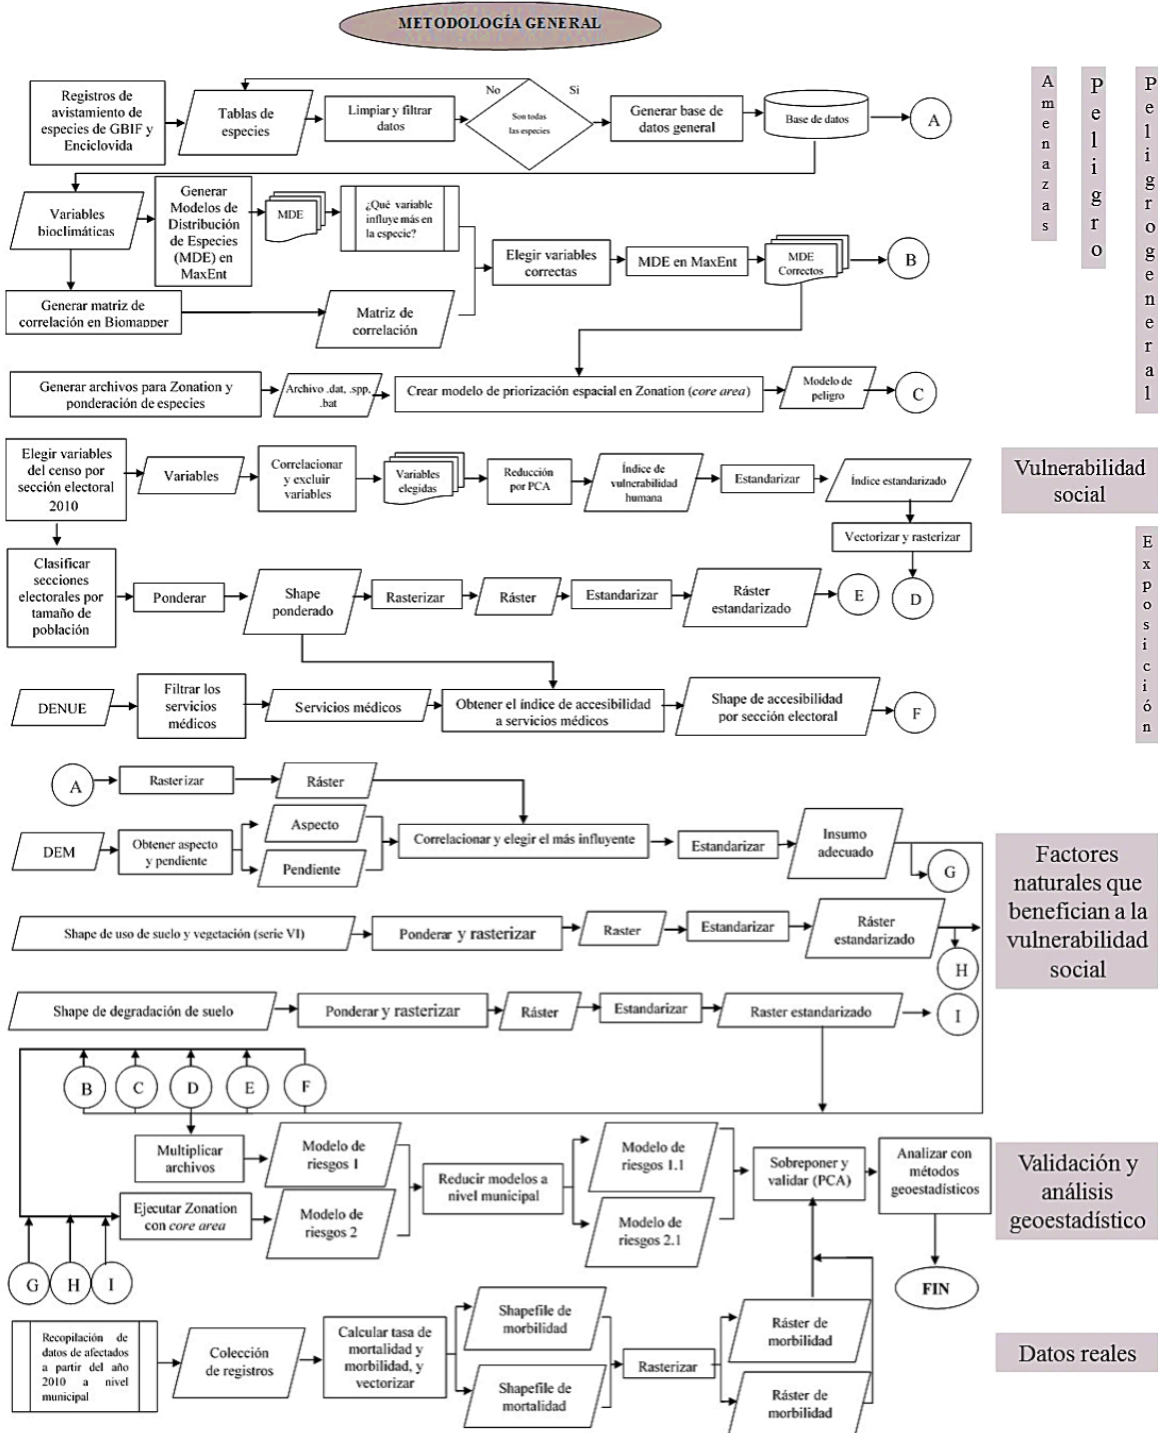 METODOLOGÍA GENERAL
Registros de
avistamiento de
especies de GBIF y
Enciclovida
Tablas de
especies
Limpiar y filtrar
datos
No
Si
Son todas
las especies
Generar base de
datos general
Base de datos
A
Variables
bioclimáticas
Generar
Modelos de
Distribución
de Especies
(MDE) en
MaxEnt
MDE
¿Qué variable
influye más en
la especie?
Elegir variables
correctas
MDE en MaxEnt
MDE
Correctos
B
Generar matriz de
correlación en Biomapper
Matriz de
correlación
Generar archivos para Zonation y
ponderación de especies
Archivo .dat, .spp,
.bat
Crear modelo de priorización espacial en Zonation (core area)
Modelo de
peligro
C
Amenazas
Peligro
Peligro general
Elegir variables
del censo por
sección electoral
2010
Variables
Correlacionar
y excluir
variables
Variables
elegidas
Reducción
por PCA
Índice de
vulnerabilidad
humana
Estandarizar
Índice estandarizado
Vectorizar y rasterizar
D
Vulnerabilidad
social
Clasificar
secciones
electorales por
tamaño de
población
Ponderar
Shape
ponderado
Rasterizar
Ráster
Estandarizar
Ráster
estandarizado
E
DENUE
Filtrar los
servicios
médicos
Servicios médicos
Obtener el índice de accesibilidad
a servicios médicos
Shape de accesibilidad
por sección electoral
F
Exposición
A
Rasterizar
Ráster
DEM
Obtener aspecto
y pendiente
Aspecto
Pendiente
Correlacionar y elegir el más influyente
Estandarizar
Insumo
adecuado
G
Shape de uso de suelo y vegetación (serie VI)
Ponderar y rasterizar
Raster
Estandarizar
Ráster
estandarizado
H
Shape de degradación de suelo
Ponderar y rasterizar
Ráster
Estandarizar
Raster estandarizado
I
Factores
naturales que
benefician a la
vulnerabilidad
social
B
C
D
E
F
Multiplicar
archivos
Modelo de
riesgos 1
Ejecutar Zonation
con core area
Modelo de
riesgos 2
Reducir modelos a
nivel municipal
Modelo de
riesgos 1.1
Modelo de
riesgos 2.1
Sobreponer y
validar (PCA)
Analizar con
métodos
geoestadísticos
FIN
G
H
I
Validación y
análisis
geoestadístico
Recopilación de
datos de afectados
a partir del año
2010 a nivel
municipal
Colección
de registros
Calcular tasa de
mortalidad y
morbilidad, y
vectorizar
Shapefile de
morbilidad
Shapefile de
mortalidad
Rasterizar
Ráster de
morbilidad
Ráster de
morbilidad
Datos reales